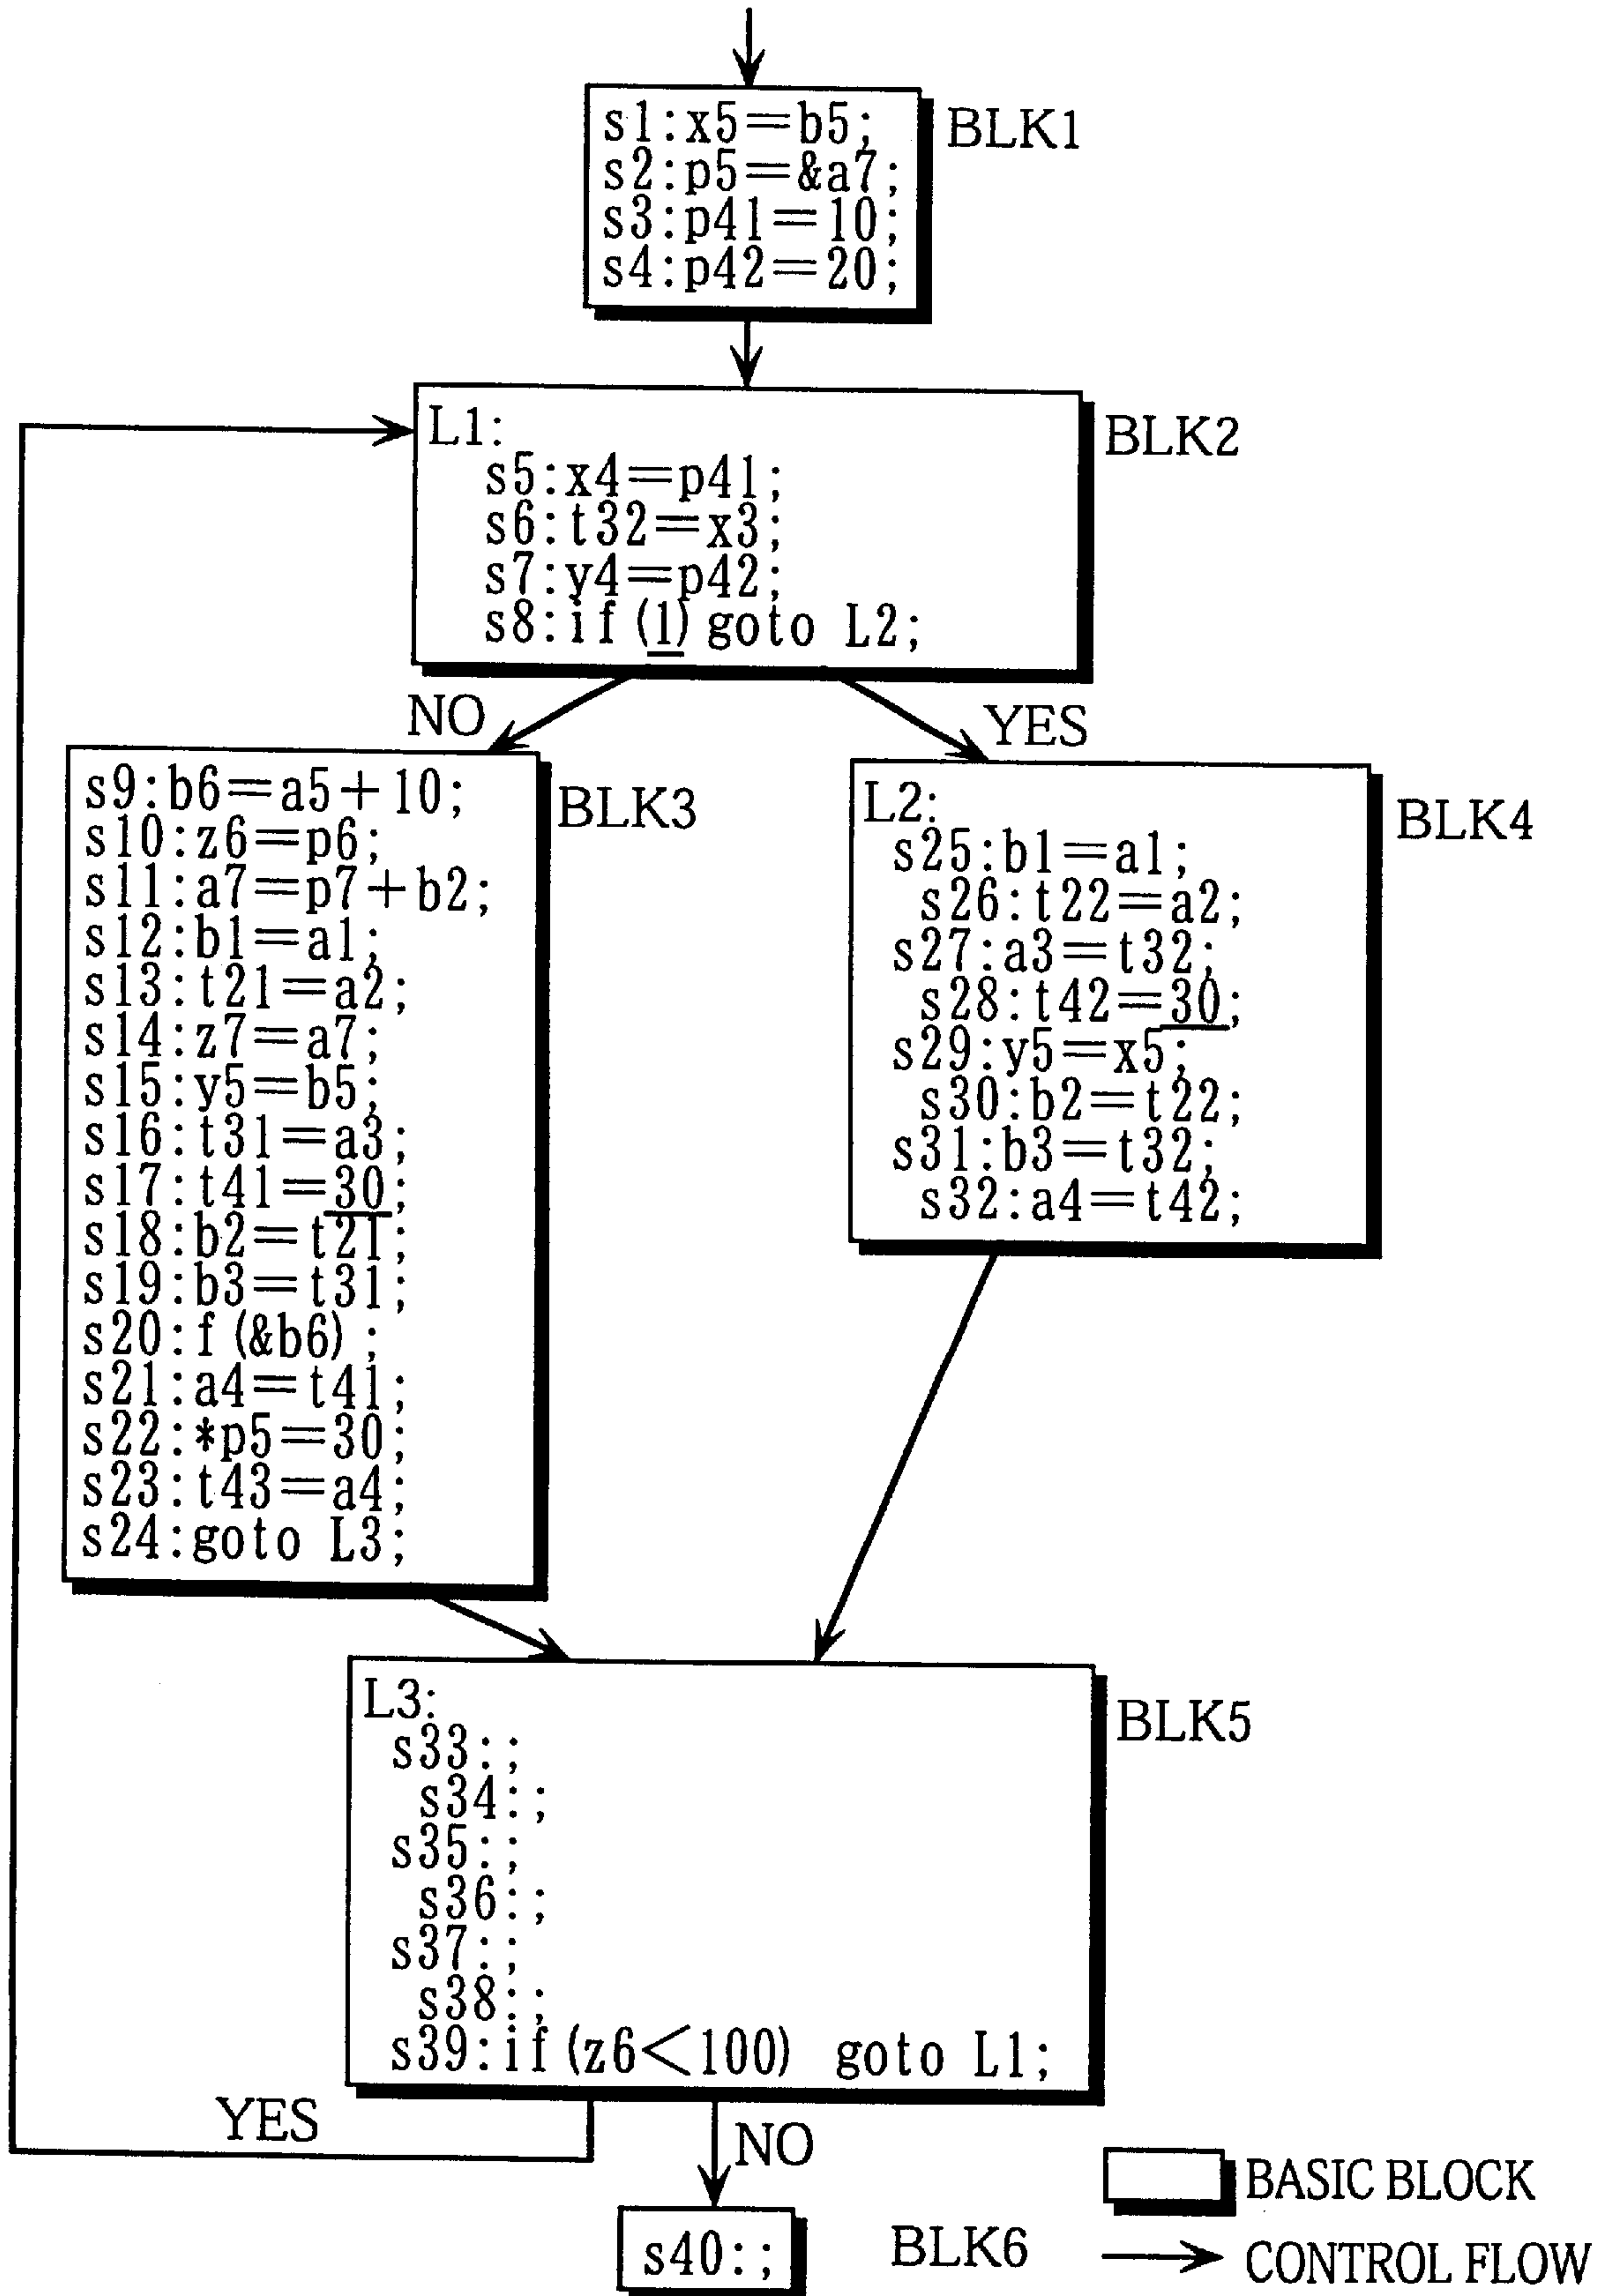 s1:x5=b5;
s2:p5=&a7;
s3:p41=10;
s4:p42=20;
BLK1
L1:
s5:x4=p41;
s6:t32=x3;
s7:y4=p42;
s8:if(1)goto L2;
BLK2
NO
YES
s9:b6=a5+10;
s10:z6=p6;
s11:a7=p7+b2;
s12:b1=a1;
s13:t21=a2;
s14:z7=a7;
s15:y5=b5;
s16:t31=a3;
s17:t41=30;
s18:b2=t21;
s19:b3=t31;
s20:f(&b6);
s21:a4=t41;
s22:*p5=30;
s23:t43=a4;
s24:goto L3;
BLK3
L2:
s25:b1=a1;
s26:t22=a2;
s27:a3=t32;
s28:t42=30;
s29:y5=x5;
s30:b2=t22;
s31:b3=t32;
s32:a4=t42;
BLK4
L3:
s33:;
s34:;
s35:;
s36:;
s37:;
s38:;
s39:if(z6<100) goto L1;
BLK5
YES
NO
s40:;
BLK6
BASIC BLOCK
CONTROL FLOW